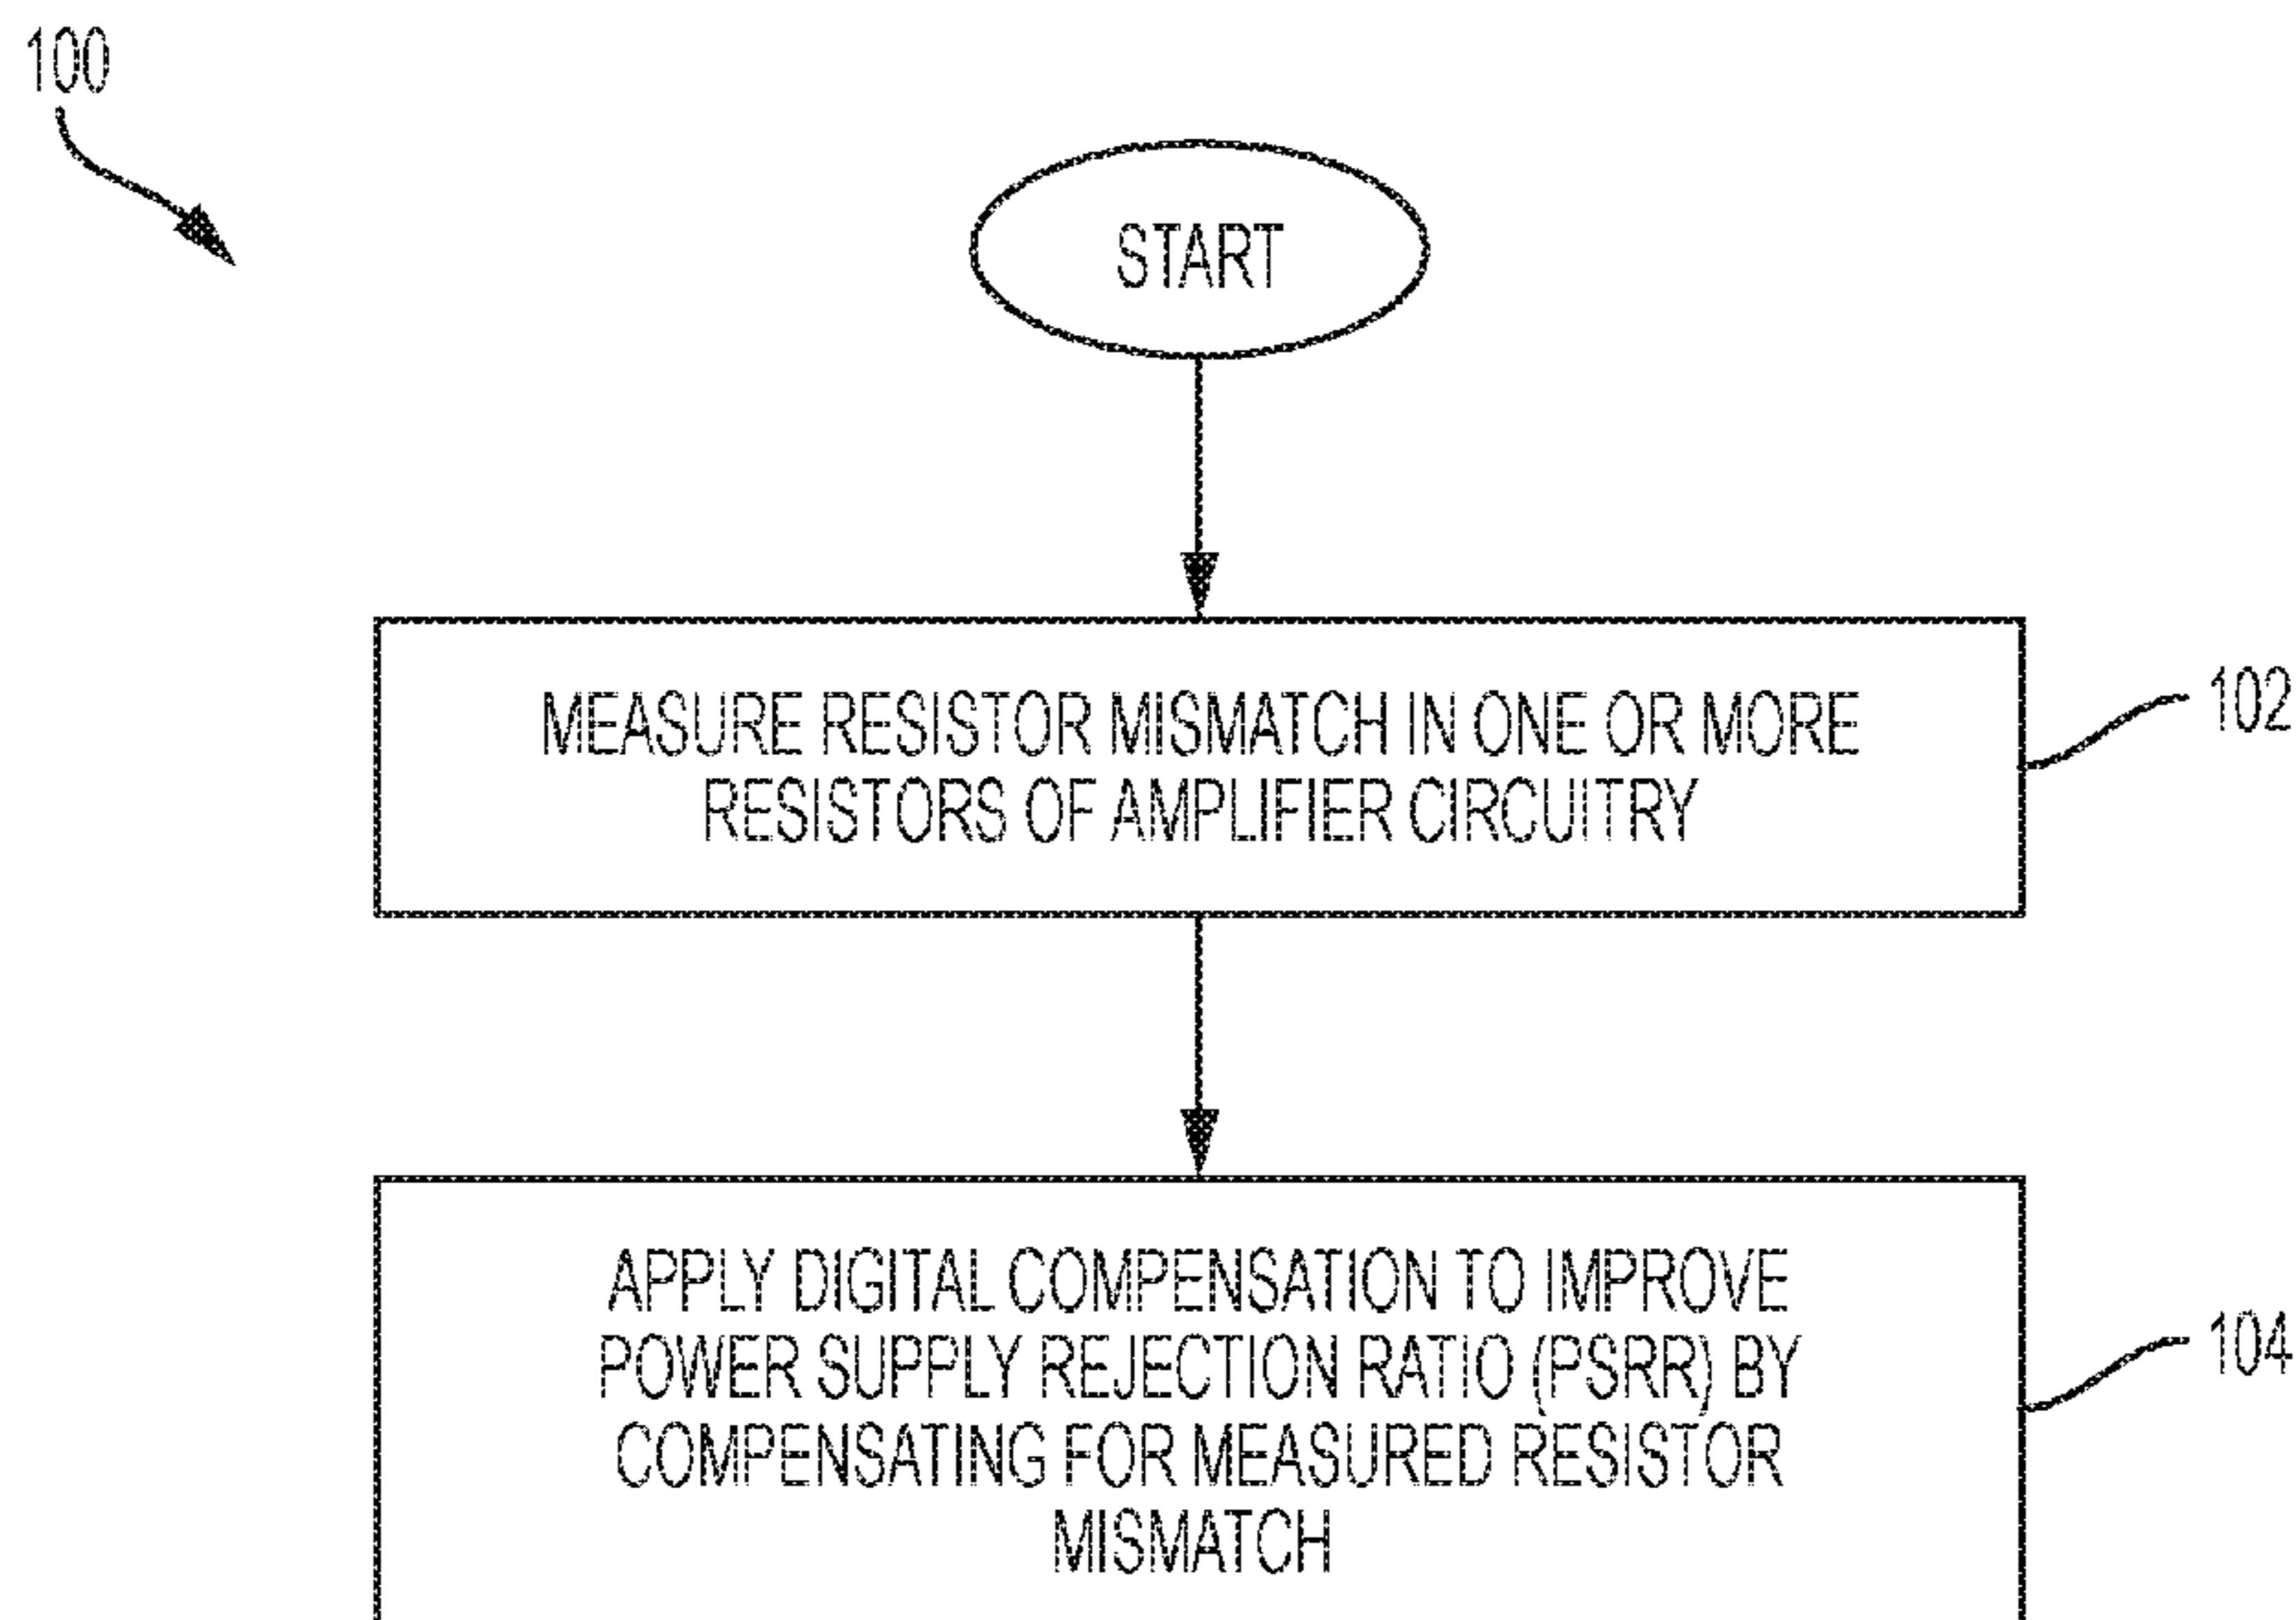 100
START
MEASURE RESISTOR MISMATCH IN ONE OR MORE
RESISTORS OF AMPLIFIER CIRCUITRY
102
APPLY DIGITAL COMPENSATION TO IMPROVE
POWER SUPPLY REJECTION RATIO (PSRR) BY
COMPENSATING FOR MEASURED RESISTOR
MISMATCH
104